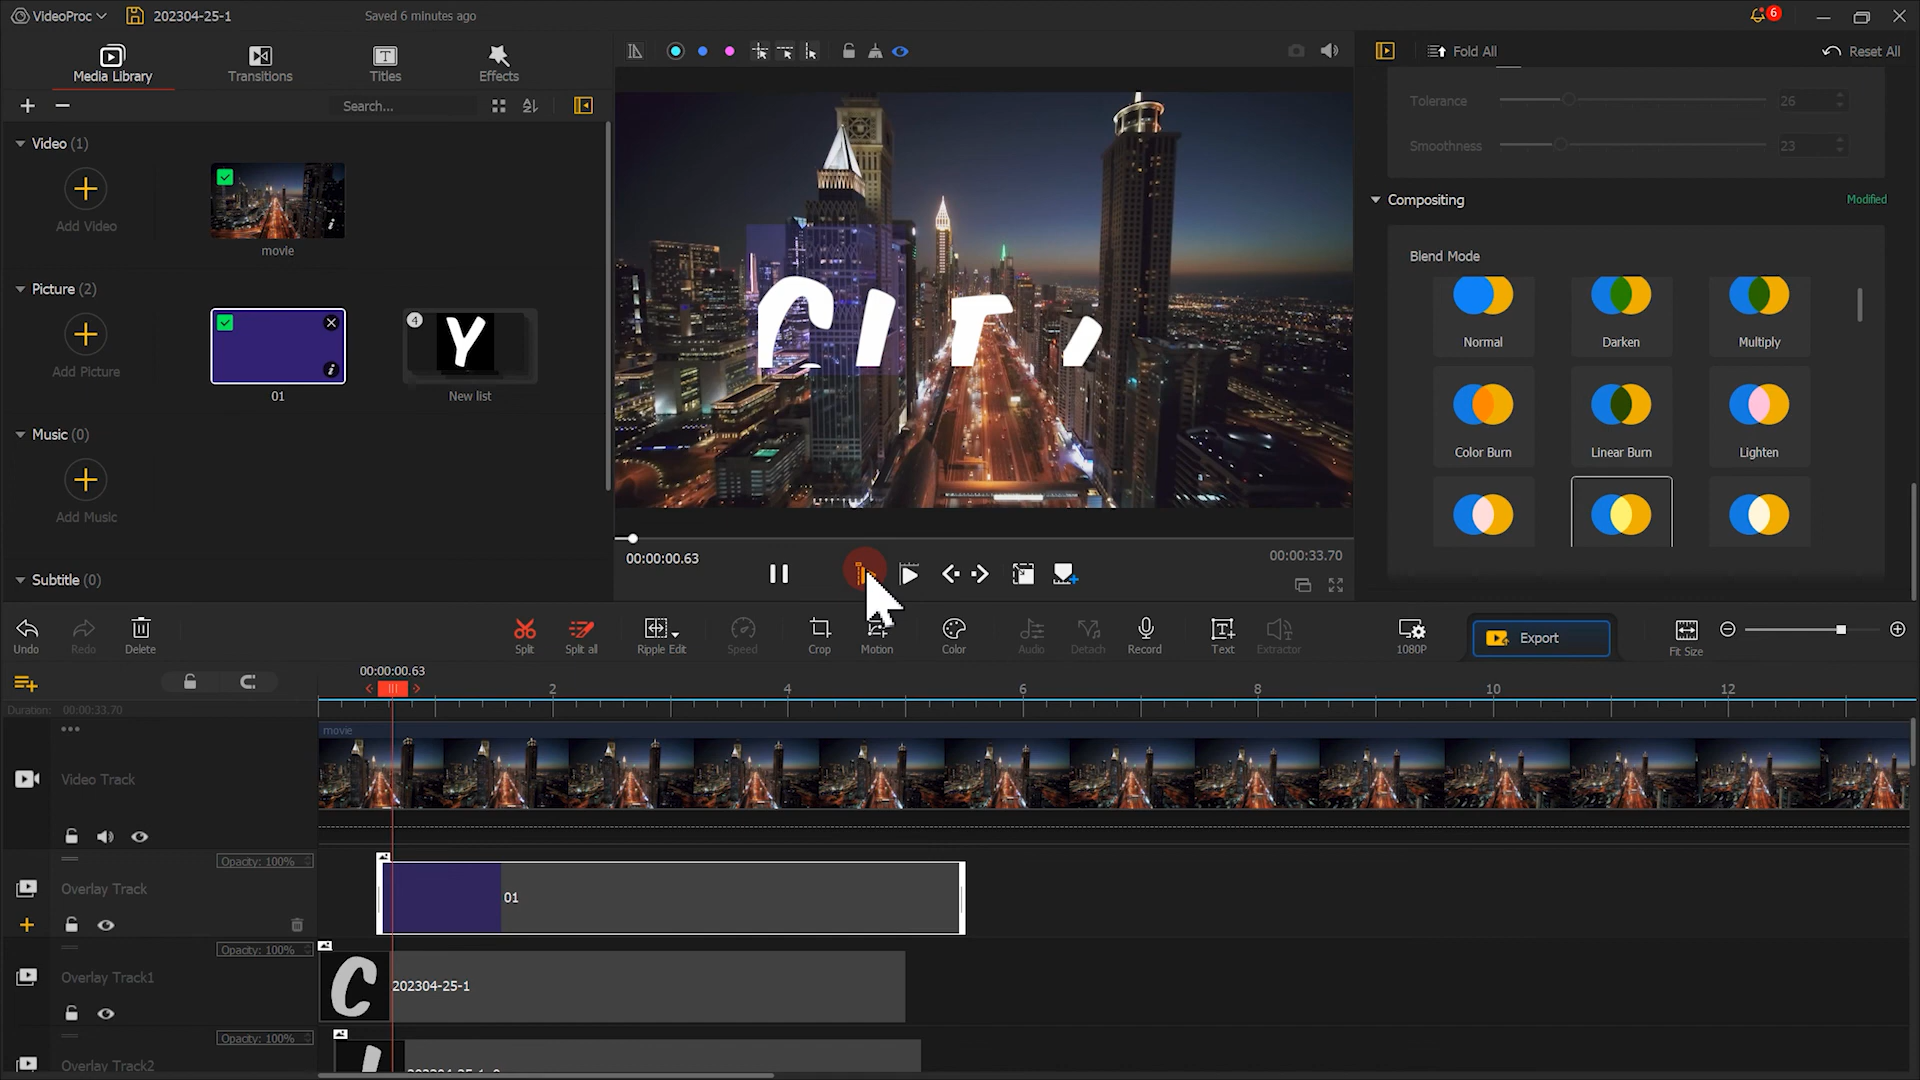 VideoProc
202304-25-1
Saved 6 minutes ago
6
Media Library
Transitions
Titles
Effects
Search...
Fold All
Reset All
Tolerance
26
Smoothness
23
Video (1)
Add Video
movie
Picture (2)
Add Picture
01
4
Y
New list
Music (0)
Add Music
Subtitle (0)
CIT
Compositing
Modified
Blend Mode
Normal
Darken
Multiply
Color Burn
Linear Burn
Lighten
00:00:00.63
00:00:33.70
Undo
Redo
Delete
Split
Split all
Ripple Edit
Speed
Crop
Motion
Color
Audio
Detach
Record
Text
Extractor
1080P
Export
Fit Size
00:00:00.63
2
4
6
8
10
12
Duration: 00:00:33.70
movie
Video Track
Opacity: 100%
Overlay Track
01
Opacity: 100%
Overlay Track1
C
202304-25-1
Opacity: 100%
Overlay Track2